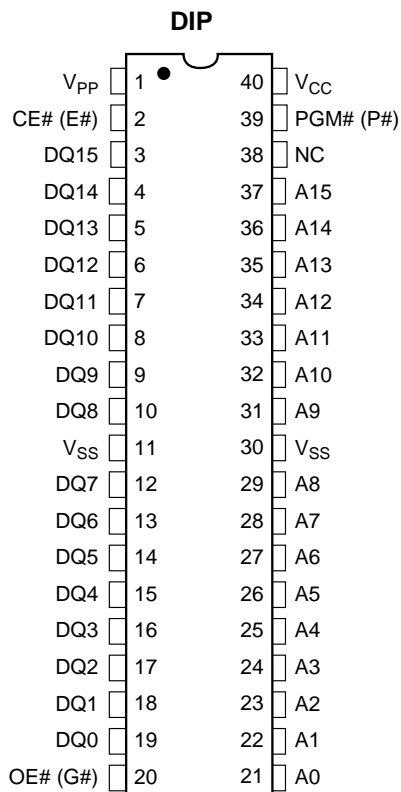 DIP
VPP 1 40 VCC
CE# (E#) 2 39 PGM# (P#)
DQ15 3 38 NC
DQ14 4 37 A15
DQ13 5 36 A14
DQ12 6 35 A13
DQ11 7 34 A12
DQ10 8 33 A11
DQ9 9 32 A10
DQ8 10 31 A9
VSS 11 30 VSS
DQ7 12 29 A8
DQ6 13 28 A7
DQ5 14 27 A6
DQ4 15 26 A5
DQ3 16 25 A4
DQ2 17 24 A3
DQ1 18 23 A2
DQ0 19 22 A1
OE# (G#) 20 21 A0